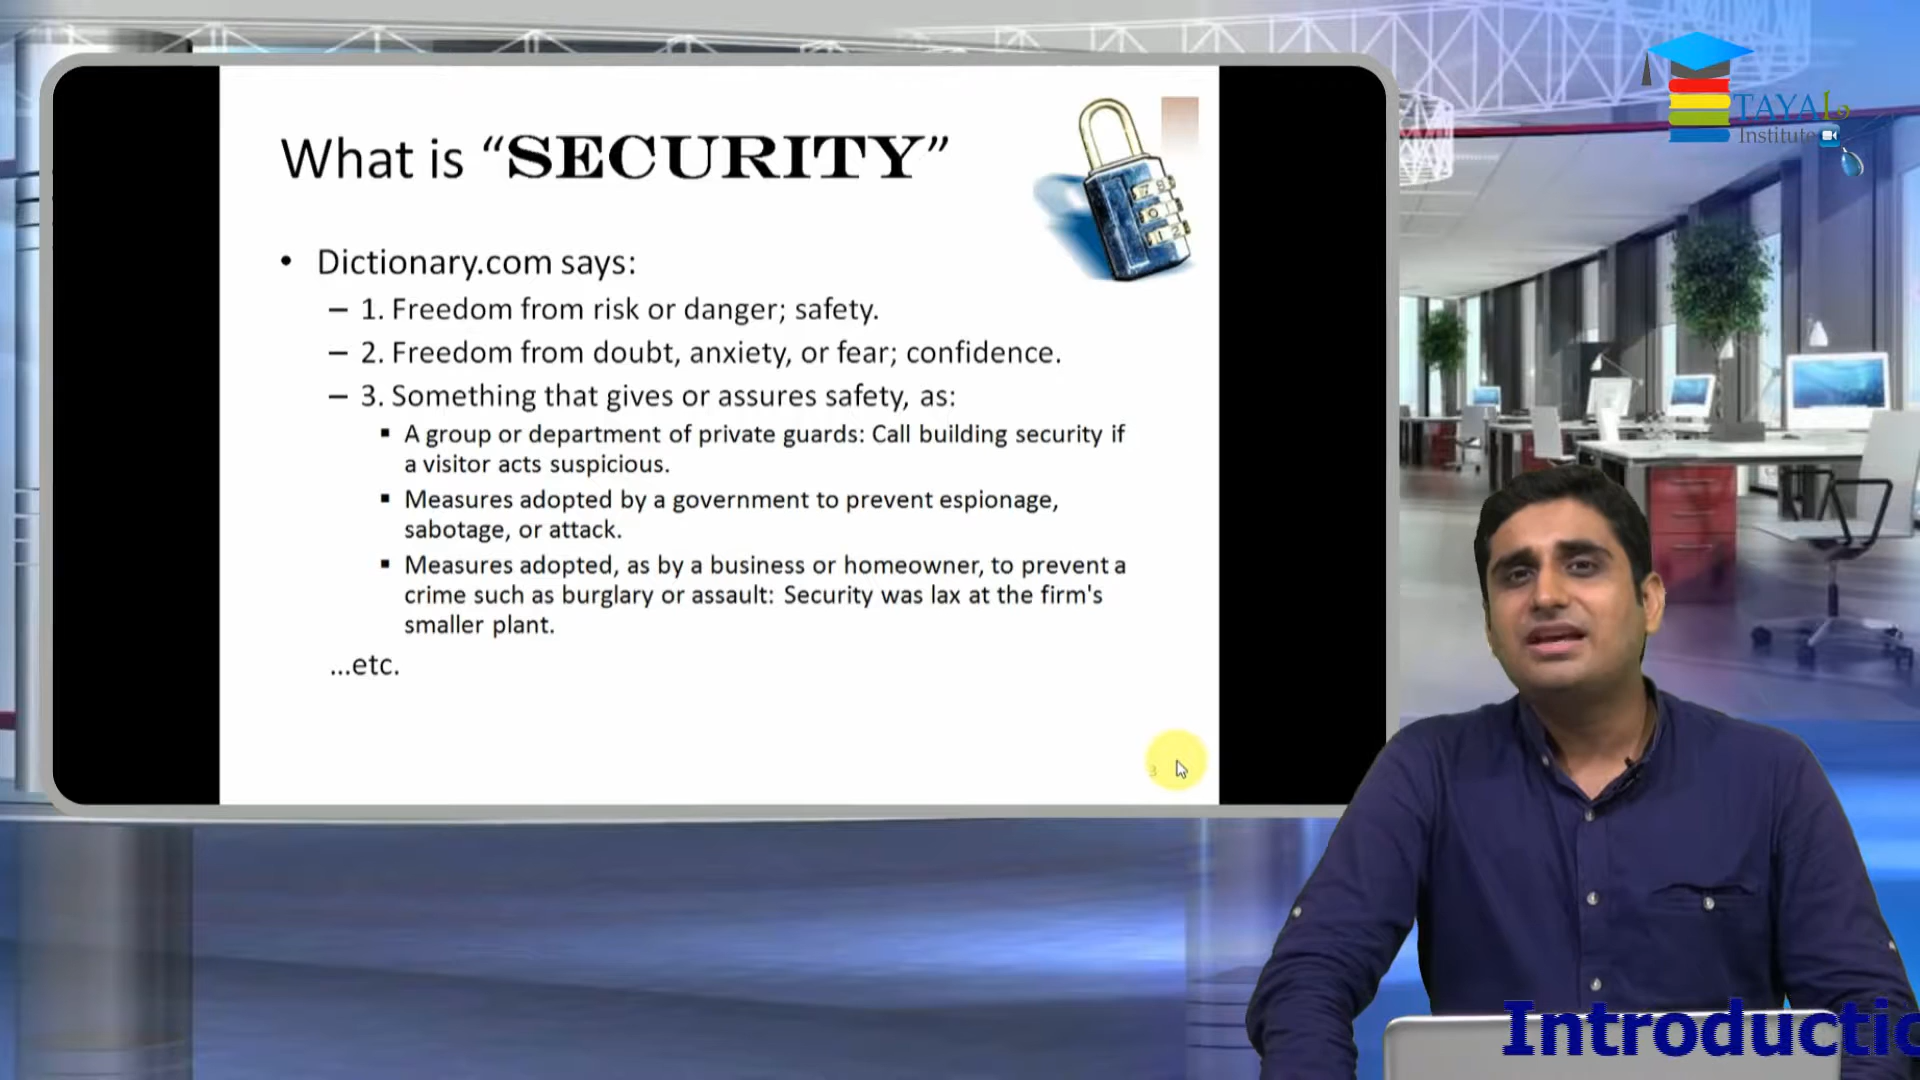 What is “SECURITY”
• Dictionary.com says:
– 1. Freedom from risk or danger; safety.
– 2. Freedom from doubt, anxiety, or fear; confidence.
– 3. Something that gives or assures safety, as:
▪ A group or department of private guards: Call building security if
a visitor acts suspicious.
▪ Measures adopted by a government to prevent espionage,
sabotage, or attack.
▪ Measures adopted, as by a business or homeowner, to prevent a
crime such as burglary or assault: Security was lax at the firm's
smaller plant.
...etc.
3
TAYAL
Institute
Introductio